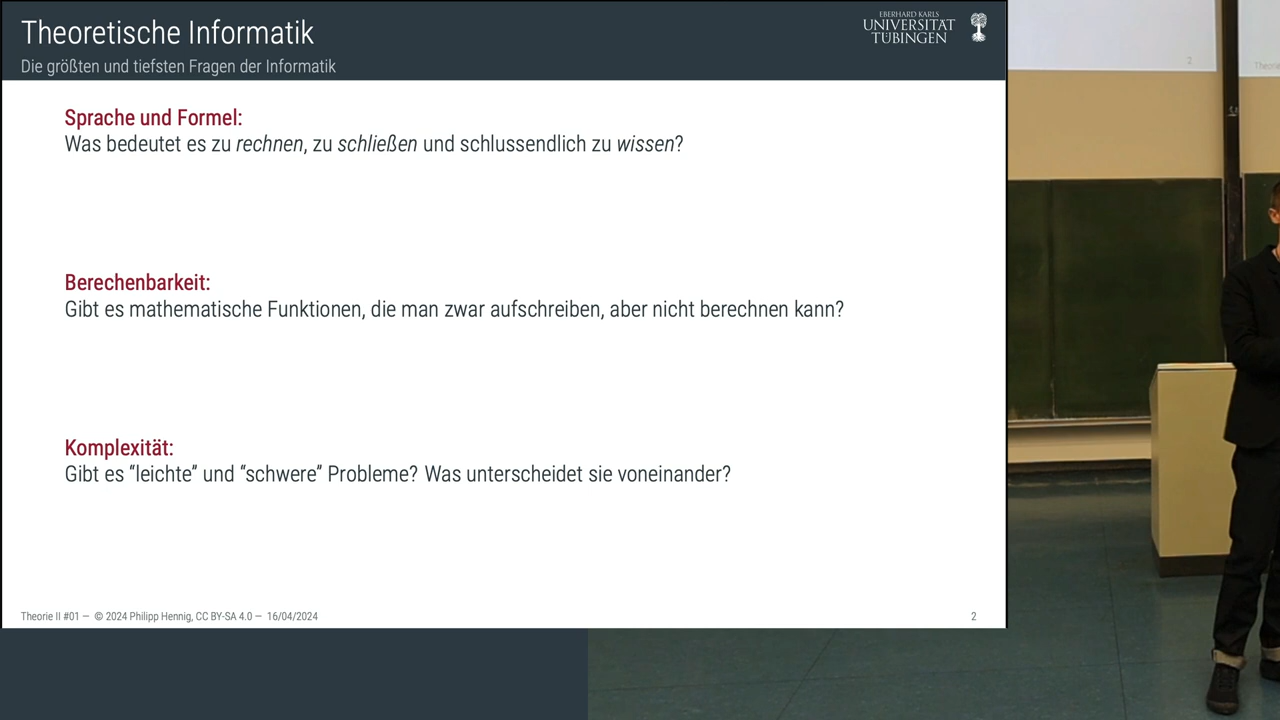 Theoretische Informatik
Die größten und tiefsten Fragen der Informatik
EBERHARD KARLS
UNIVERSITÄT
TÜBINGEN
Sprache und Formel:
Was bedeutet es zu rechnen, zu schließen und schlussendlich zu wissen?
Berechenbarkeit:
Gibt es mathematische Funktionen, die man zwar aufschreiben, aber nicht berechnen kann?
Komplexität:
Gibt es “leichte” und “schwere” Probleme? Was unterscheidet sie voneinander?
Theorie II #01 — © 2024 Philipp Hennig, CC BY-SA 4.0 — 16/04/2024
2
2